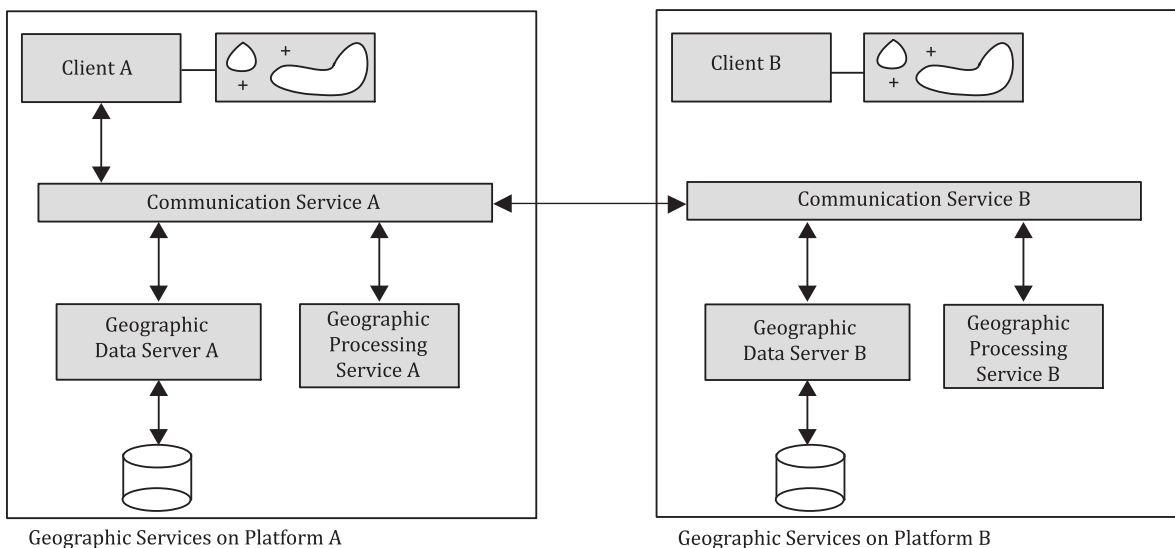 Client A
Communication Service A
Geographic
Data Server A
Geographic
Processing
Service A
Geographic Services on Platform A
Client B
Communication Service B
Geographic
Data Server B
Geographic
Processing
Service B
Geographic Services on Platform B